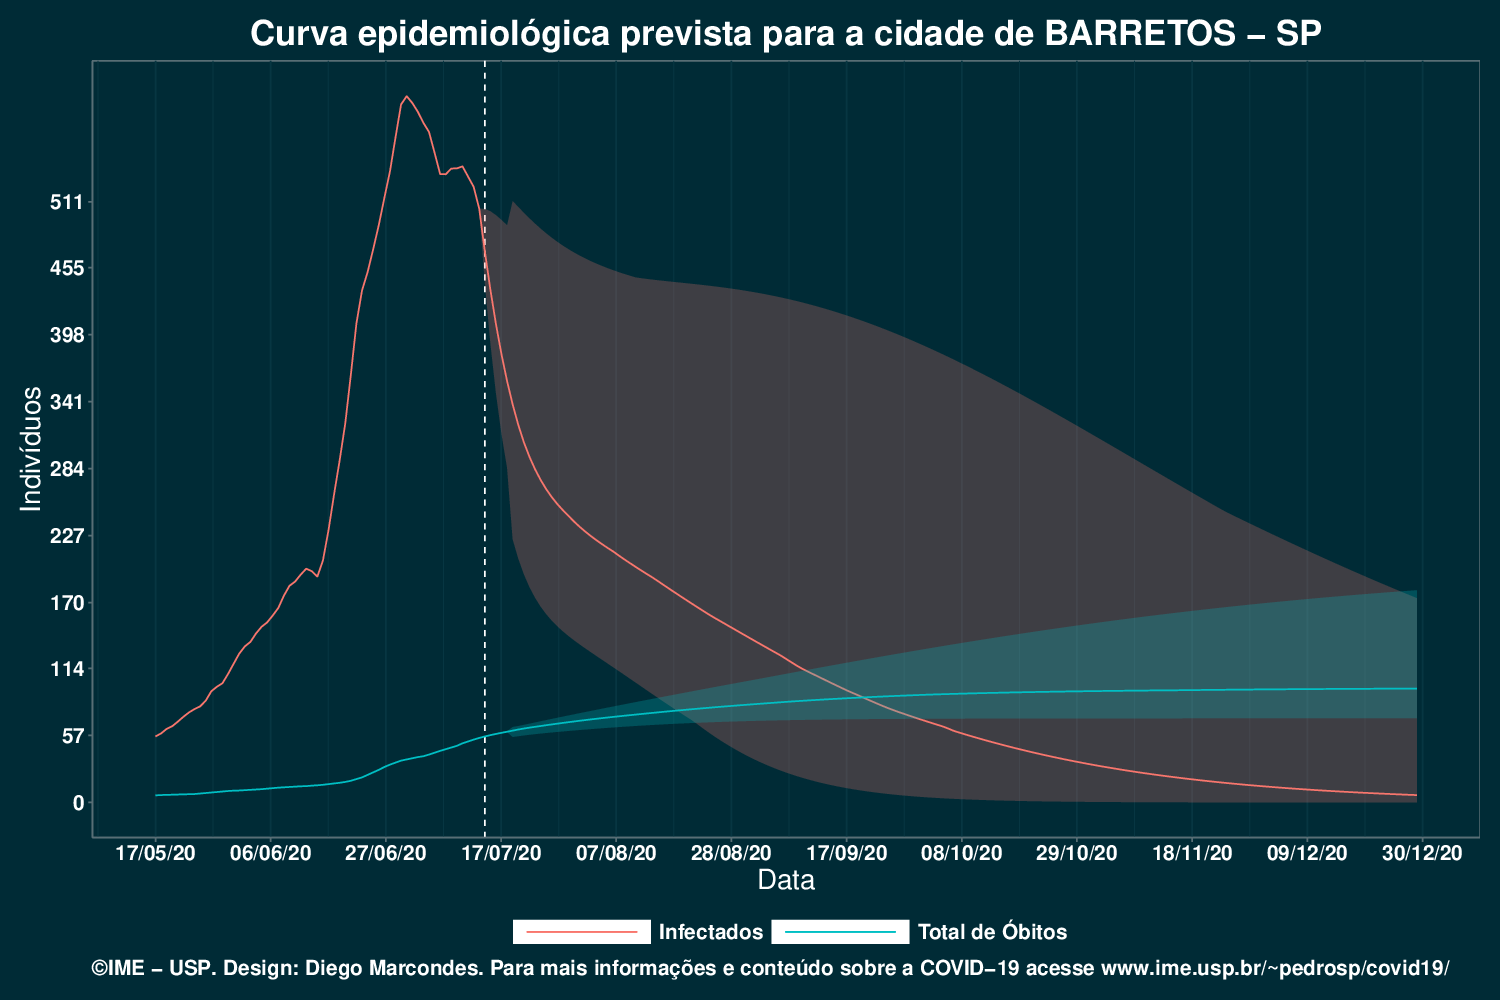 Curva epidemiológica prevista para a cidade de BARRETOS – SP
Indivíduos
511
455
398
341
284
227
170
114
57
0
17/05/20 06/06/20 27/06/20 17/07/20 07/08/20 28/08/20 17/09/20 08/10/20 29/10/20 18/11/20 09/12/20 30/12/20
Data
Infectados Total de Óbitos
©IME – USP. Design: Diego Marcondes. Para mais informações e conteúdo sobre a COVID–19 acesse www.ime.usp.br/~pedrosp/covid19/